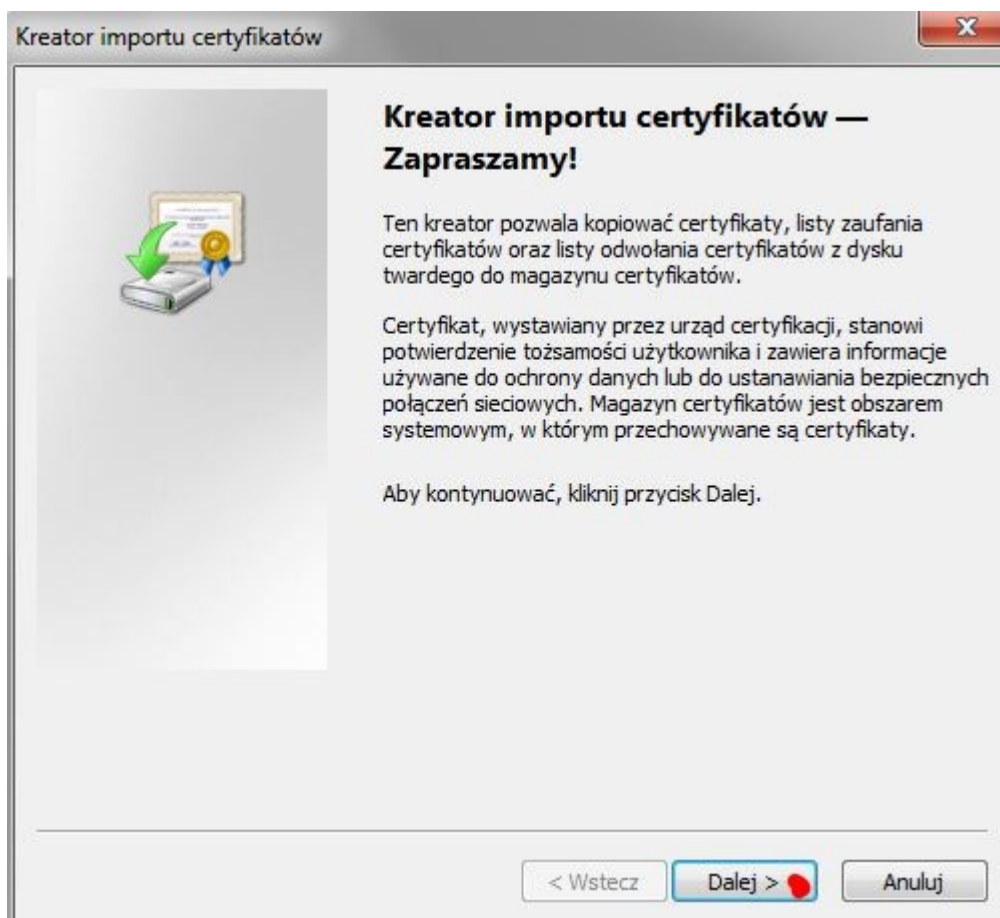 Kreator importu certyfikatów
x
Kreator importu certyfikatów —
Zapraszamy!
Ten kreator pozwala kopiować certyfikaty, listy zaufania
certyfikatów oraz listy odwołania certyfikatów z dysku
twardego do magazynu certyfikatów.
Certyfikat, wystawiany przez urząd certyfikacji, stanowi
potwierdzenie tożsamości użytkownika i zawiera informacje
używane do ochrony danych lub do ustanawiania bezpiecznych
połączeń sieciowych. Magazyn certyfikatów jest obszarem
systemowym, w którym przechowywane są certyfikaty.
Aby kontynuować, kliknij przycisk Dalej.
< Wstecz
Dalej >
Anuluj